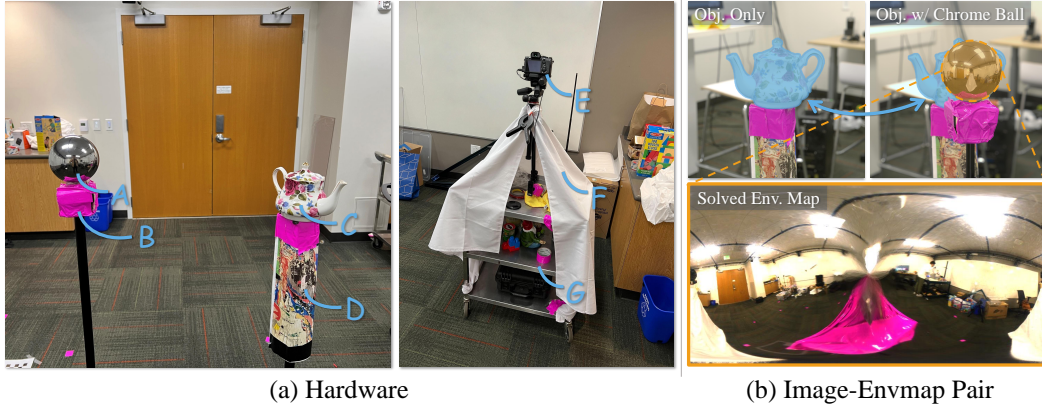 Obj. Only
Obj. w/ Chrome Ball
E
A
F
B
C
Solved Env. Map
G
D
(a) Hardware
(b) Image-Envmap Pair